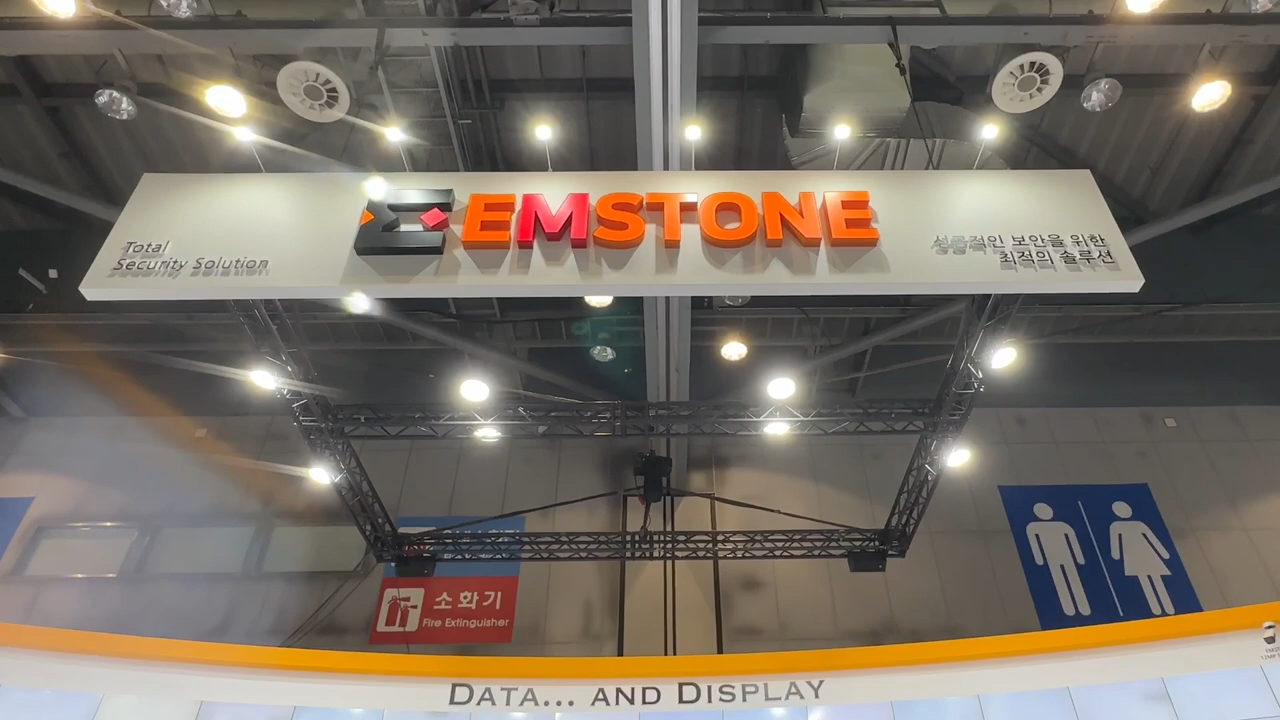 EMSTONE
Total
Security Solution
성공적인 보안을 위한
최적의 솔루션
소화기
Fire Extinguisher
DATA... AND DISPLAY